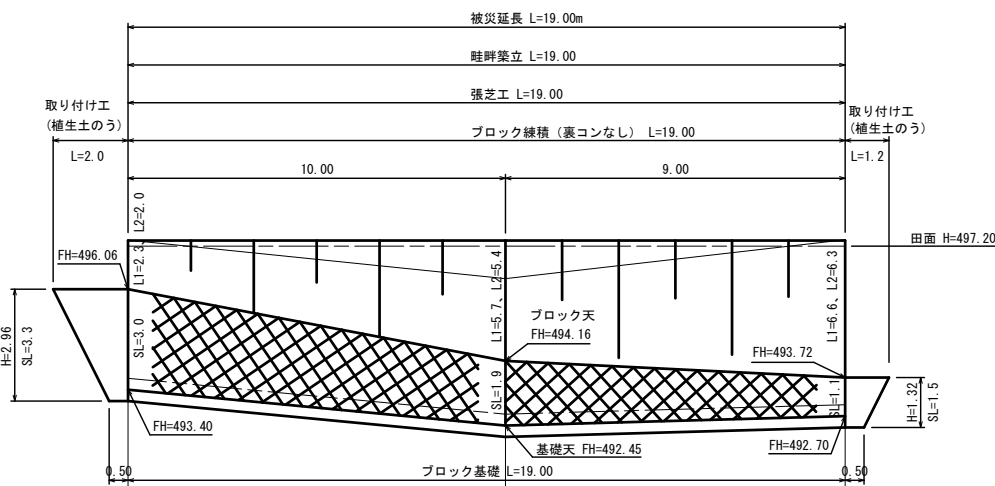 被災延長 L=19.00m
畦畔築立 L=19.00
張芝工 L=19.00
取り付け工
(植生土のう)
ブロック練積（裏コンなし） L=19.00
取り付け工
(植生土のう)
L=2.0
L=1.2
10.00
9.00
L2=2.0
田面 H=497.20
FH=496.06
L1=2.3
L1=5.7、L2=5.4
L1=6.6、L2=6.3
ブロック天
FH=494.16
FH=493.72
H=2.96
SL=3.3
SL=3.0
SL=1.9
SL=1.1
H=1.32
SL=1.5
FH=493.40
基礎天 FH=492.45
FH=492.70
0.50
ブロック基礎 L=19.00
0.50